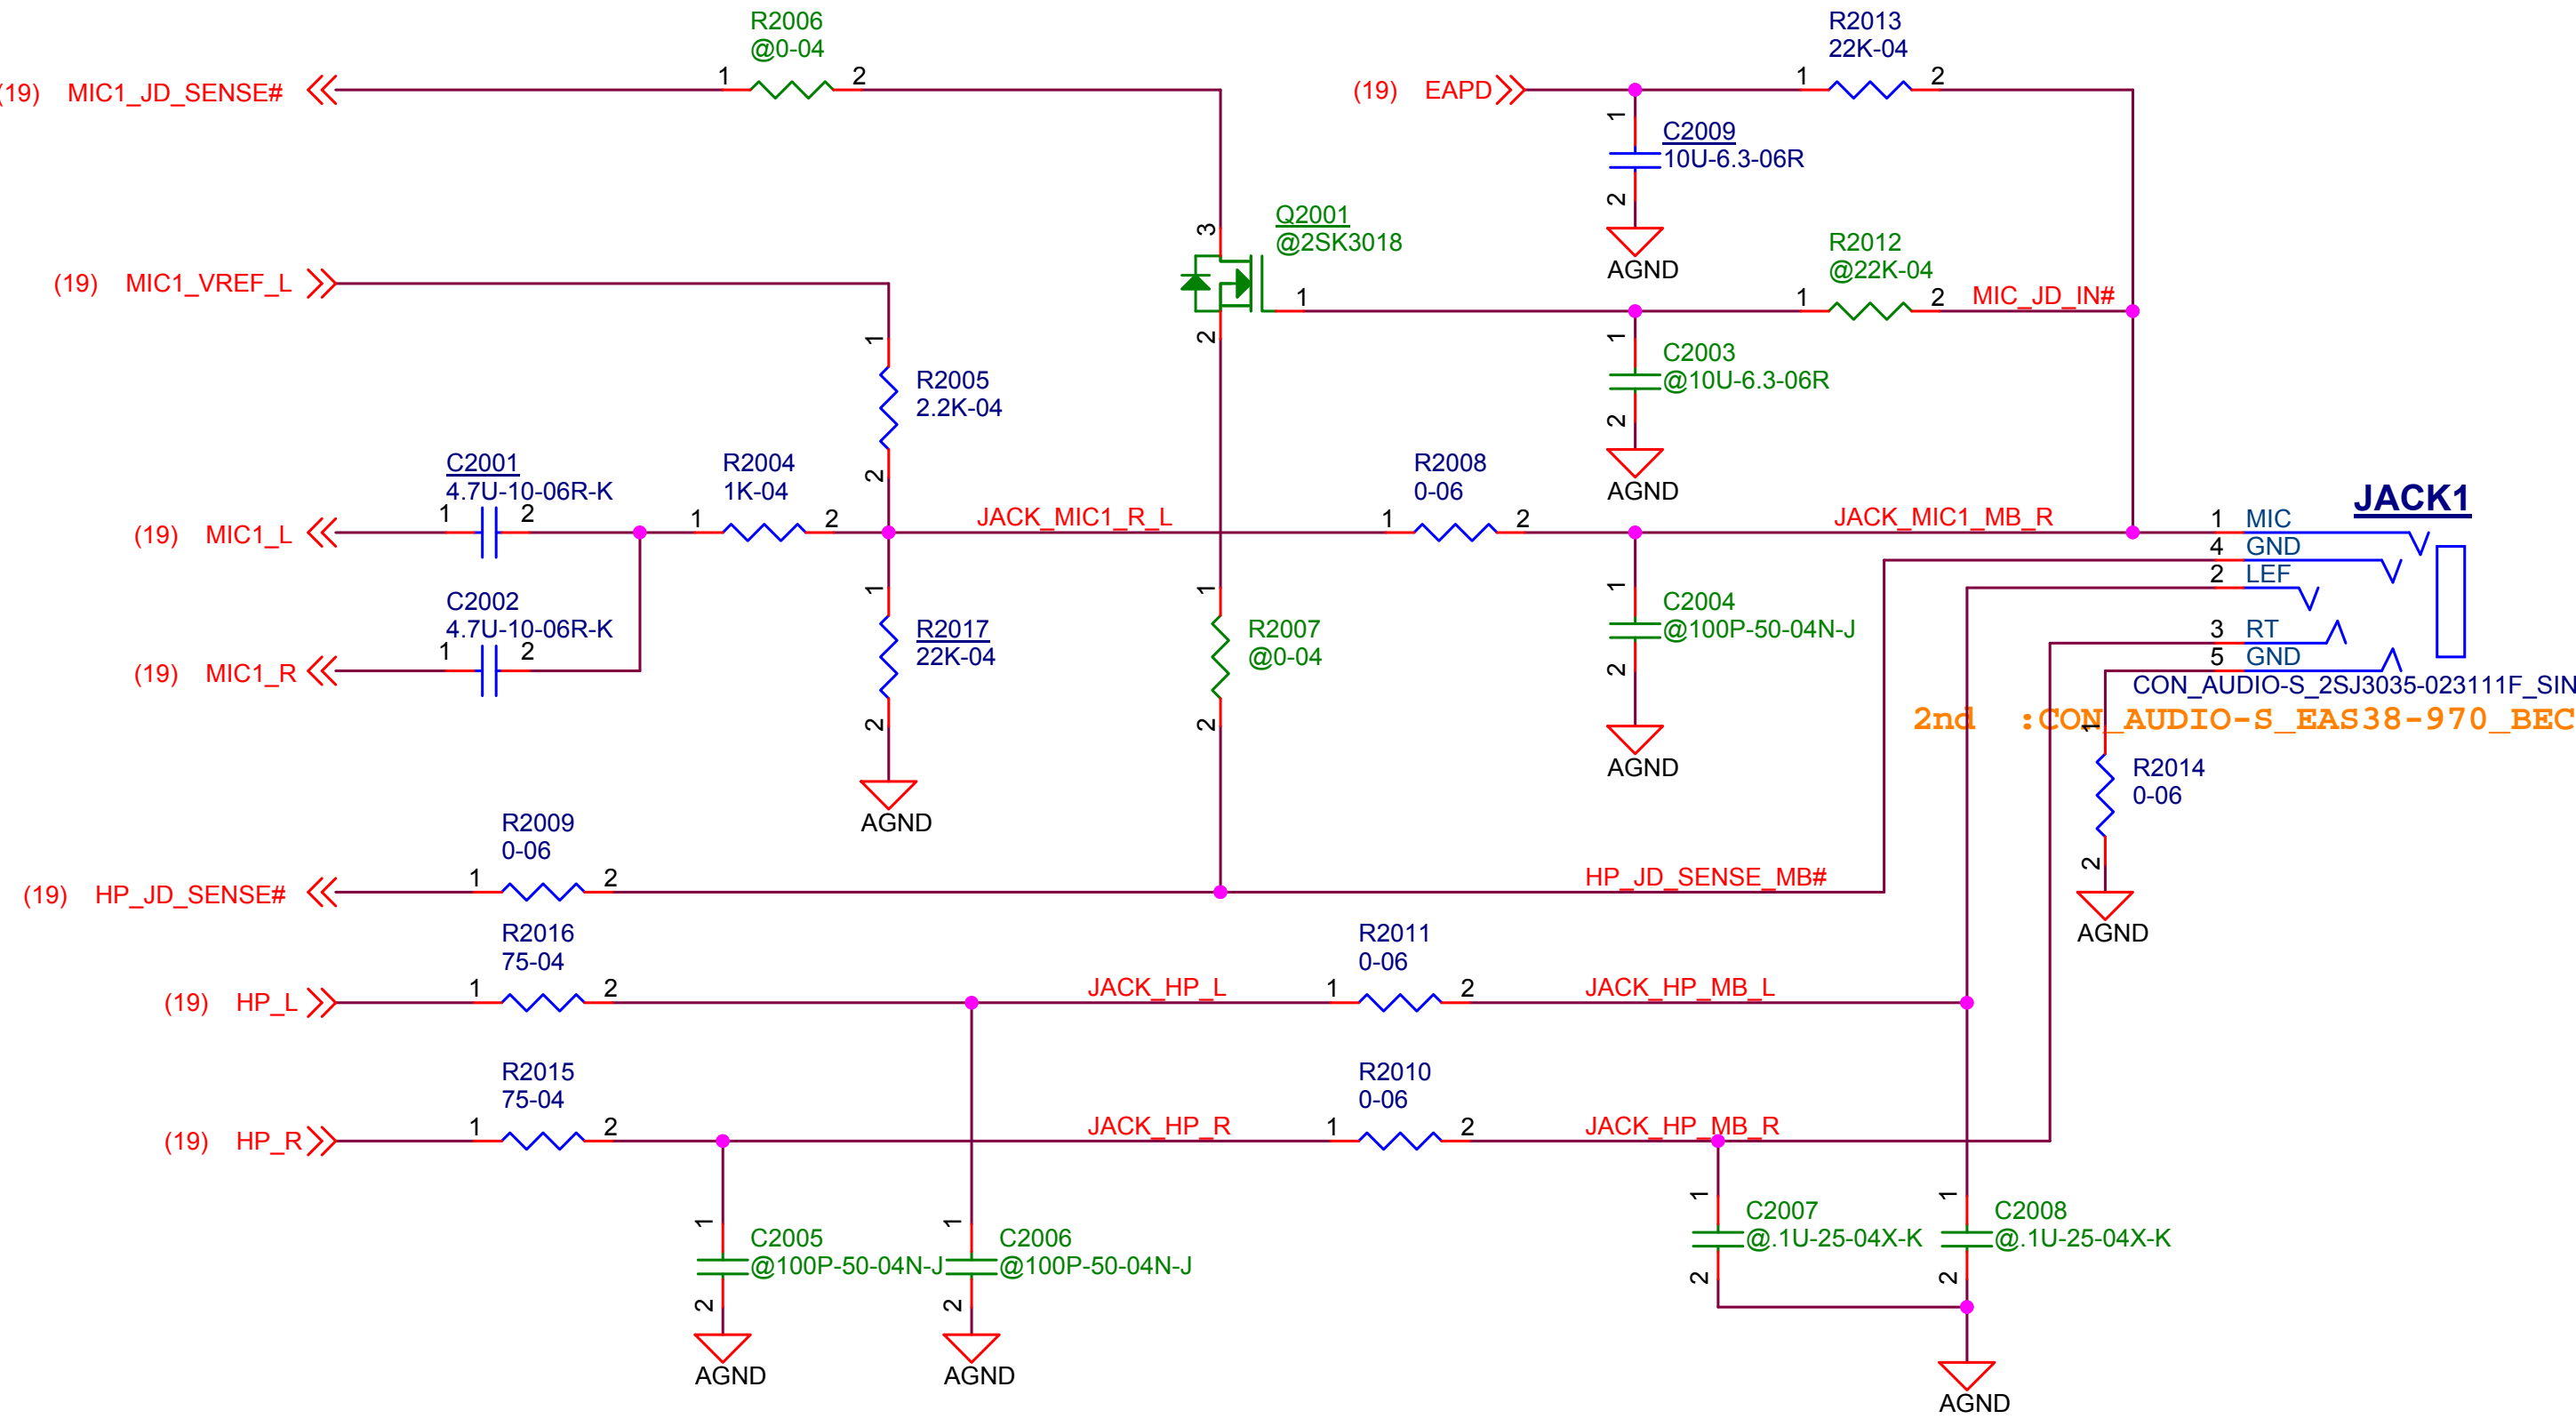 R2006
@0-04
1 2
(19) MIC1_JD_SENSE#
R2013
22K-04
1 2
(19) EAPD
1
C2009
10U-6.3-06R
2
AGND
Q2001
@2SK3018
3
1
2
R2012
@22K-04
1 2
MIC_JD_IN#
(19) MIC1_VREF_L
1
R2005
2.2K-04
2
1
C2003
@10U-6.3-06R
2
AGND
C2001
4.7U-10-06R-K
1 2
(19) MIC1_L
R2004
1K-04
1 2
JACK_MIC1_R_L
R2008
0-06
1 2
JACK_MIC1_MB_R
JACK1
1 MIC
4 GND
2 LEF
3 RT
5 GND
CON_AUDIO-S_2SJ3035-023111F_SIN
2nd :CON_AUDIO-S_EAS38-970_BEC
C2002
4.7U-10-06R-K
1 2
(19) MIC1_R
1
R2017
22K-04
2
AGND
1
R2007
@0-04
2
1
C2004
@100P-50-04N-J
2
AGND
1
R2014
0-06
2
AGND
R2009
0-06
1 2
(19) HP_JD_SENSE#
HP_JD_SENSE_MB#
R2016
75-04
1 2
(19) HP_L
JACK_HP_L
R2011
0-06
1 2
JACK_HP_MB_L
R2015
75-04
1 2
(19) HP_R
JACK_HP_R
R2010
0-06
1 2
JACK_HP_MB_R
1
C2005
@100P-50-04N-J
2
AGND
1
C2006
@100P-50-04N-J
2
AGND
1
C2007
@.1U-25-04X-K
2
1
C2008
@.1U-25-04X-K
2
AGND